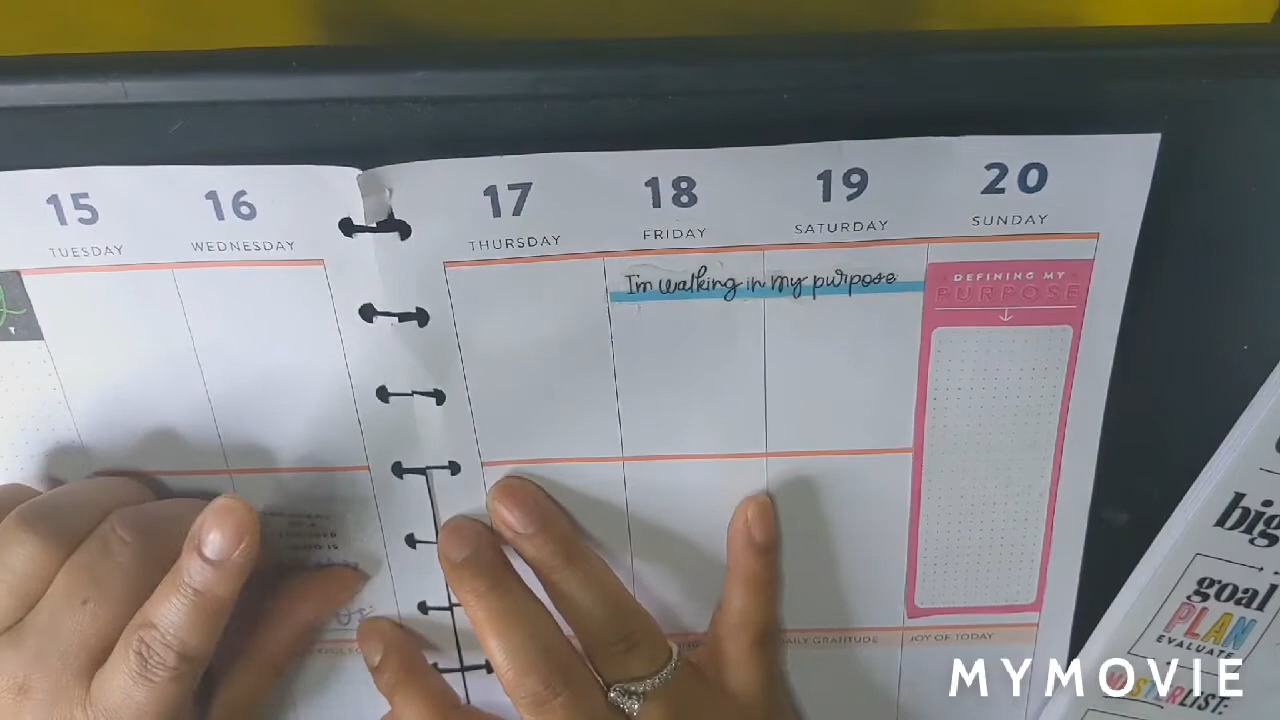 15
TUESDAY
16
WEDNESDAY
17
THURSDAY
18
FRIDAY
19
SATURDAY
20
SUNDAY
I'm walking in my purpose
DEFINING MY
PURPOSE
DAILY GRATITUDE
JOY OF TODAY
big
goal
PLAN
EVALUATE
MASTERLIST:
MYMOVIE